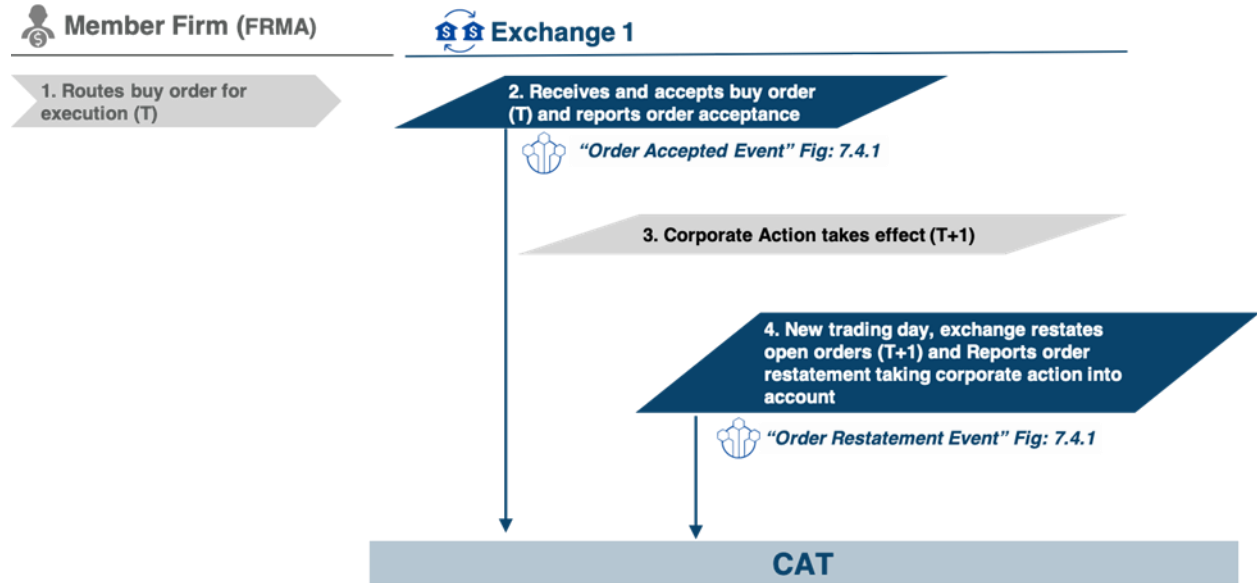 Member Firm (FRMA)
Exchange 1
1. Routes buy order for
execution (T)
2. Receives and accepts buy order
(T) and reports order acceptance
“Order Accepted Event” Fig: 7.4.1
3. Corporate Action takes effect (T+1)
4. New trading day, exchange restates
open orders (T+1) and Reports order
restatement taking corporate action into
account
“Order Restatement Event” Fig: 7.4.1
CAT